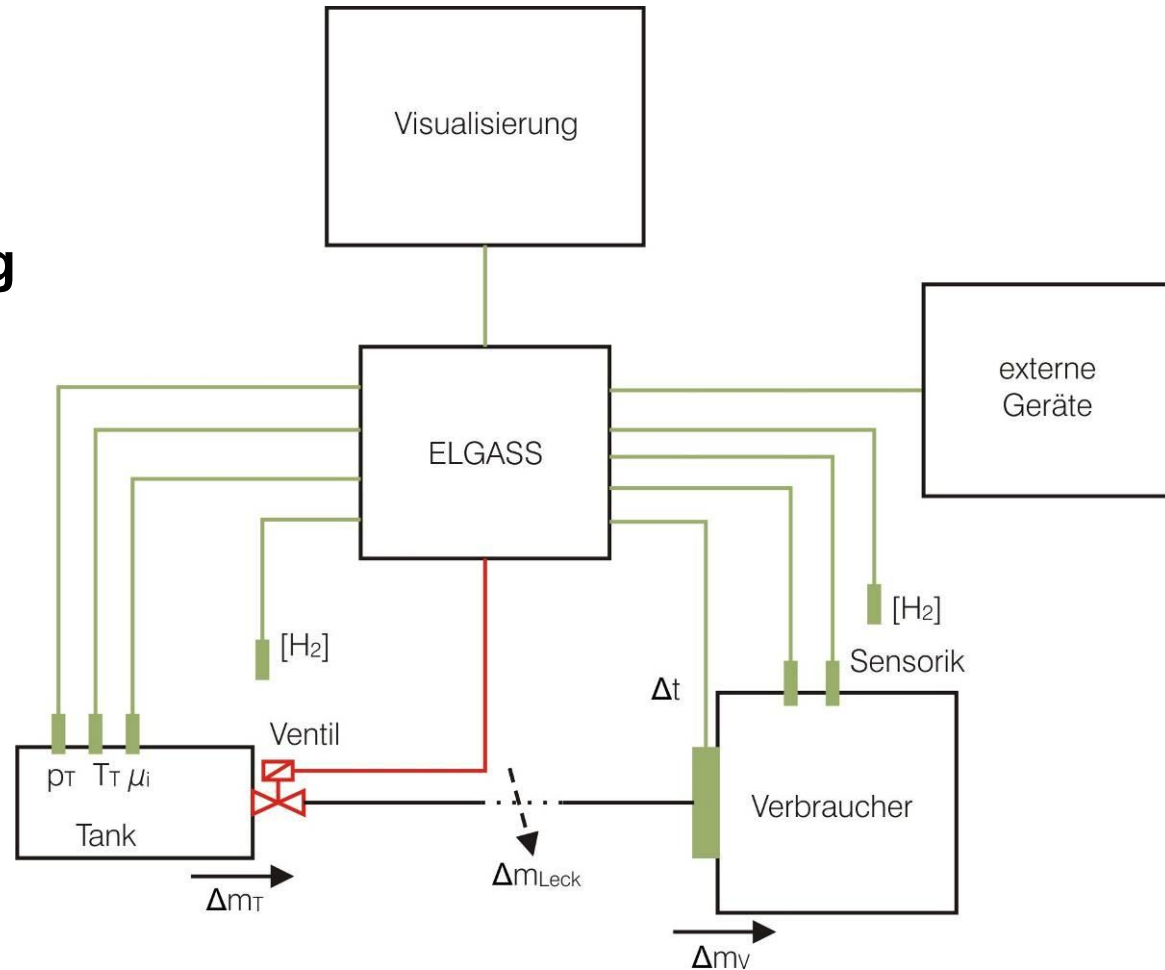 Visualisierung
g
externe
Geräte
ELGASS
[H₂]
[H₂]
Sensorik
Δt
Ventil
pT TT μi
Verbraucher
Tank
ΔmLeck
ΔmT
ΔmV